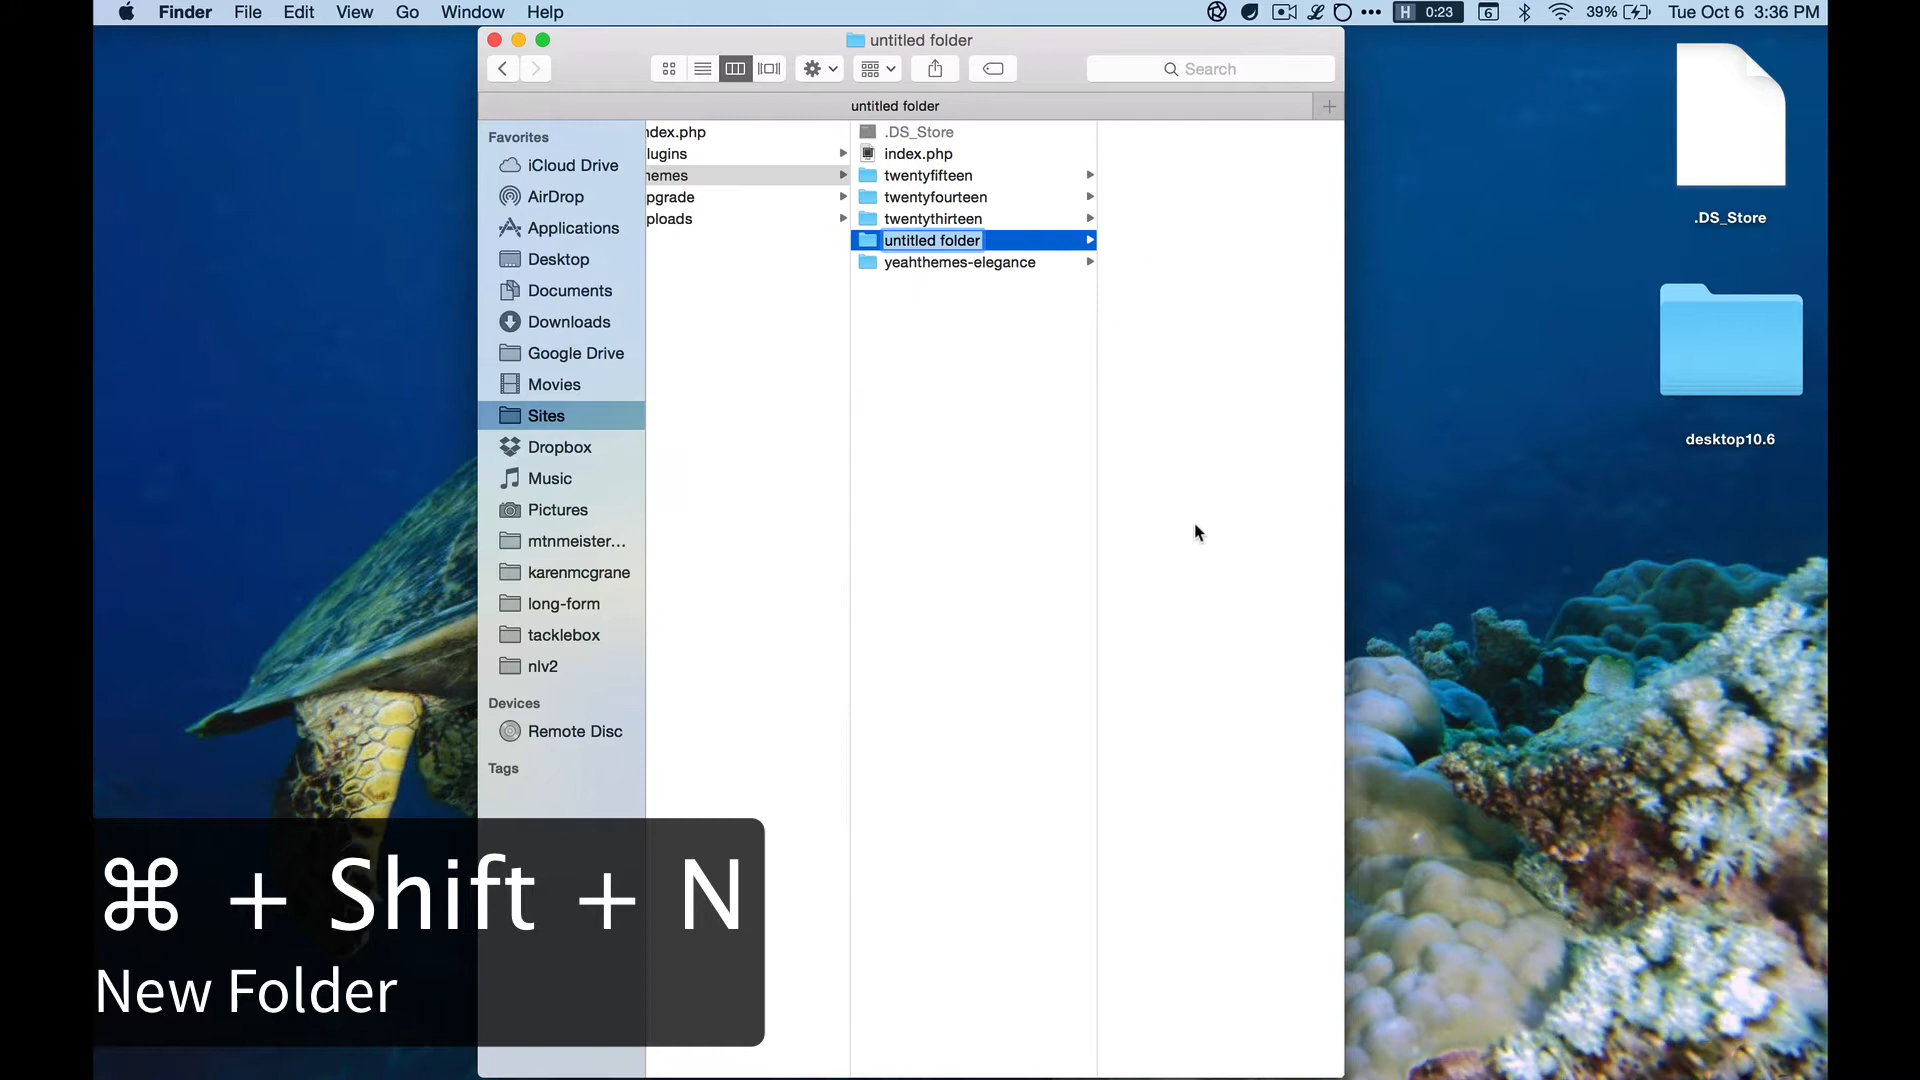 Finder File Edit View Go Window Help
H 0:23 6 39% Tue Oct 6 3:36 PM
untitled folder
Search
untitled folder
Favorites
iCloud Drive
AirDrop
Applications
Desktop
Documents
Downloads
Google Drive
Movies
Sites
Dropbox
Music
Pictures
mtnmeister...
karenmcgrane
long-form
tacklebox
nlv2
Devices
Remote Disc
Tags
ndex.php
lugins
hemes
pgrade
ploads
.DS_Store
index.php
twentyfifteen
twentyfourteen
twentythirteen
untitled folder
yeahthemes-elegance
.DS_Store
desktop10.6
⌘ + Shift + N
New Folder